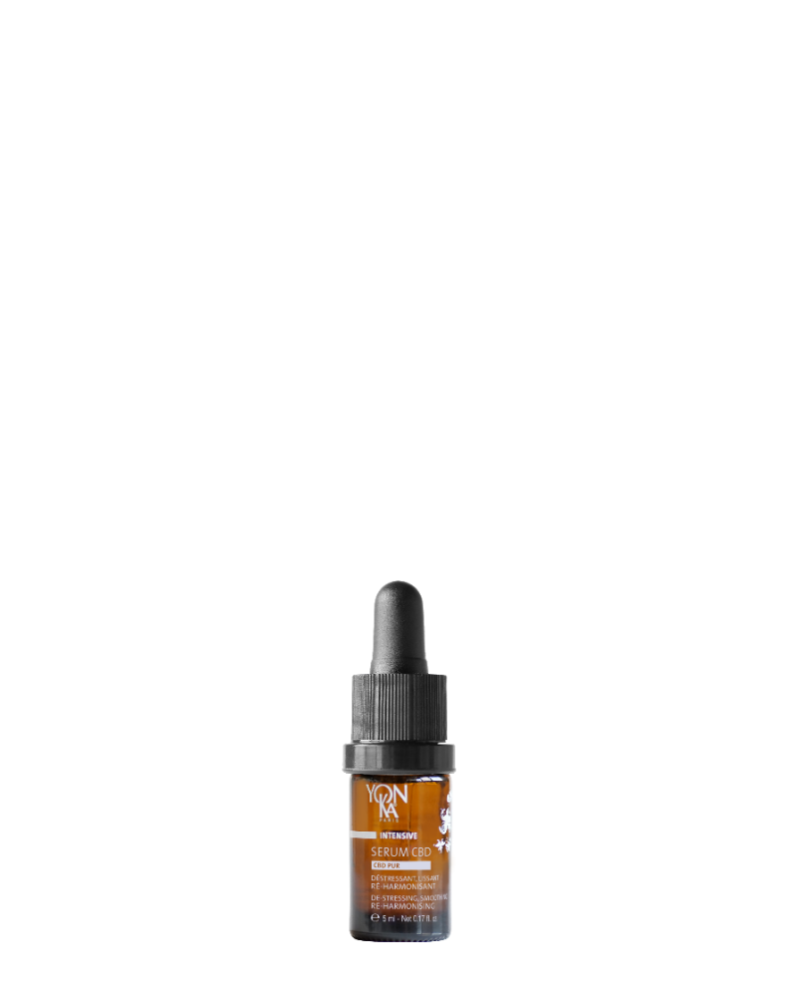 YON
KA
PARIS
INTENSIVE
SERUM CBD
CBD PUR
DÉSTRESSANT, LISSANT
RÉ-HARMONISANT
DE-STRESSING, SMOOTHING
RE-HARMONISING
℮ 5 ml - Net 0.17 fl. oz